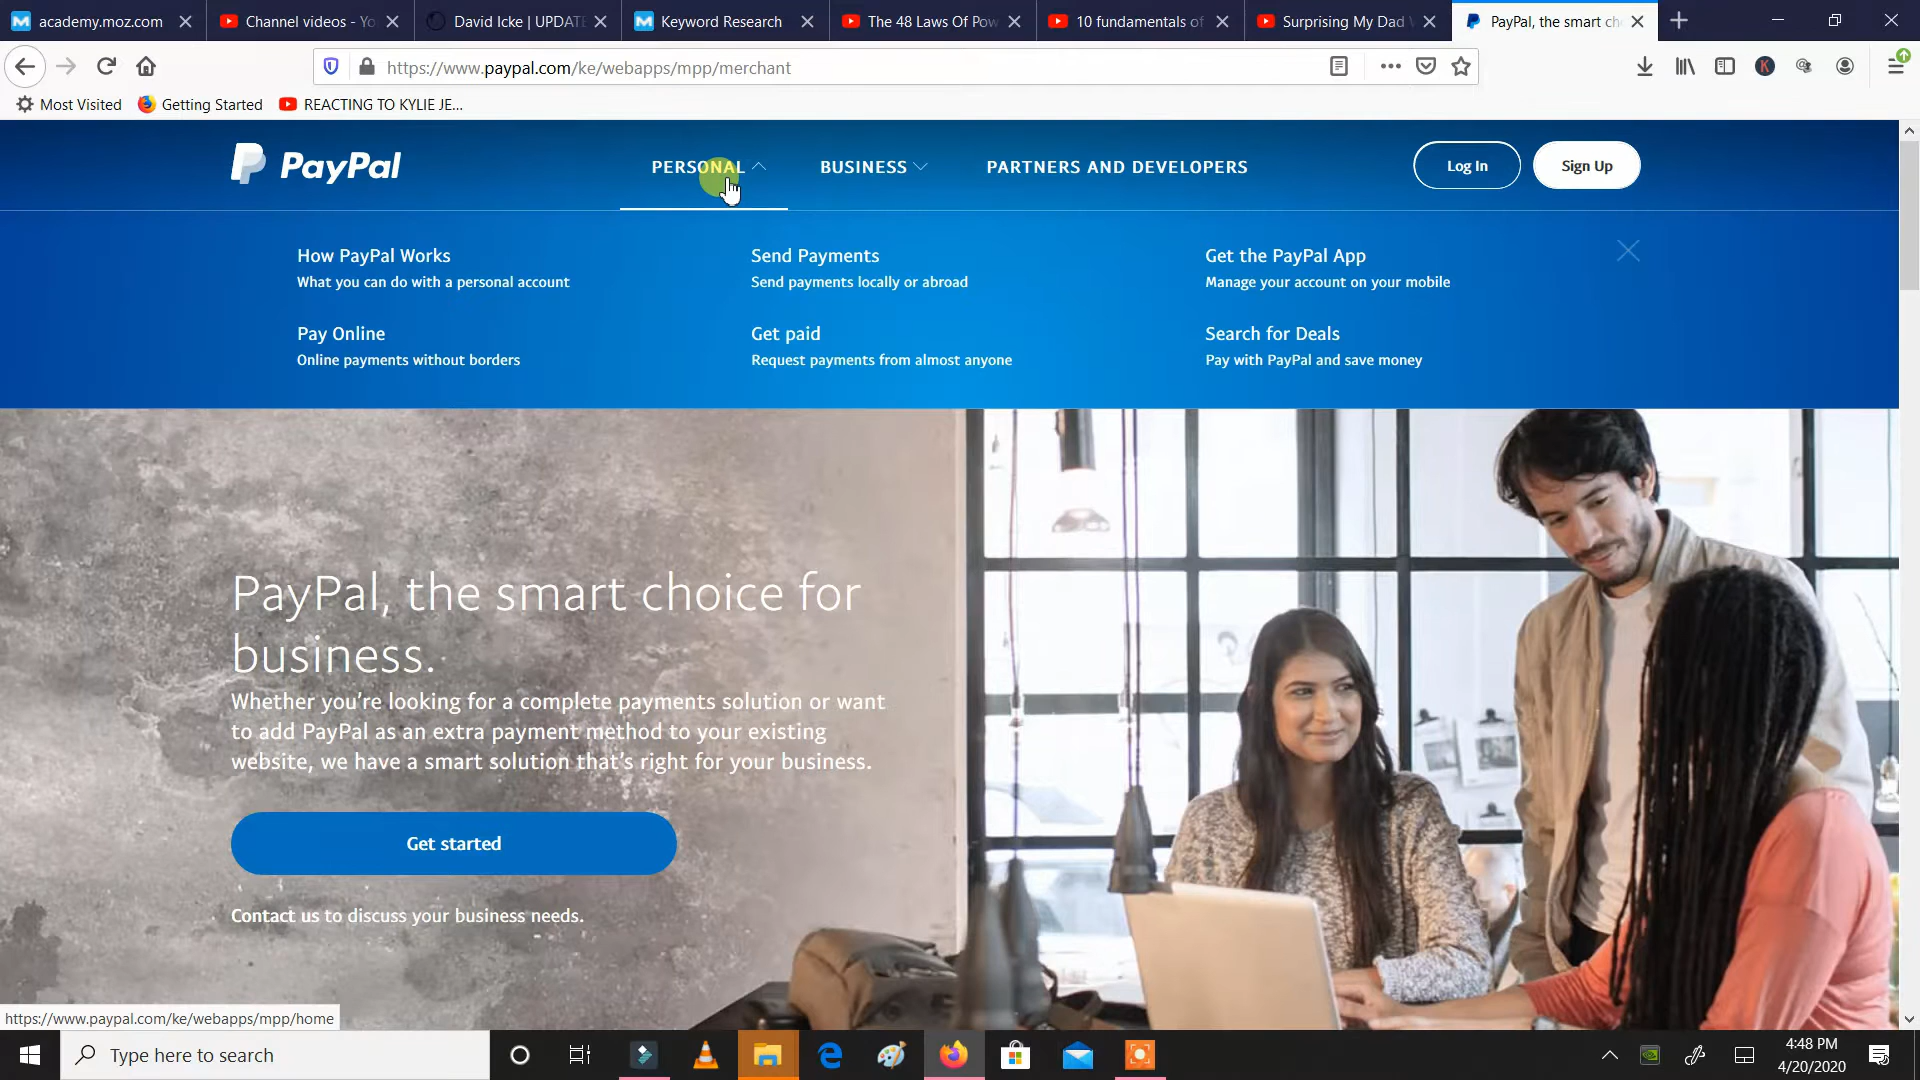 academy.moz.com
Channel videos - Yo
David Icke | UPDATE
Keyword Research
The 48 Laws Of Pow
10 fundamentals of
Surprising My Dad W
PayPal, the smart ch
https://www.paypal.com/ke/webapps/mpp/merchant
Most Visited
Getting Started
REACTING TO KYLIE JE...
PayPal
PERSONAL
BUSINESS
PARTNERS AND DEVELOPERS
Log In
Sign Up
How PayPal Works
What you can do with a personal account
Send Payments
Send payments locally or abroad
Get the PayPal App
Manage your account on your mobile
Pay Online
Online payments without borders
Get paid
Request payments from almost anyone
Search for Deals
Pay with PayPal and save money
PayPal, the smart choice for
business.
Whether you're looking for a complete payments solution or want
to add PayPal as an extra payment method to your existing
website, we have a smart solution that's right for your business.
Get started
Contact us to discuss your business needs.
https://www.paypal.com/ke/webapps/mpp/home
Type here to search
4:48 PM
4/20/2020